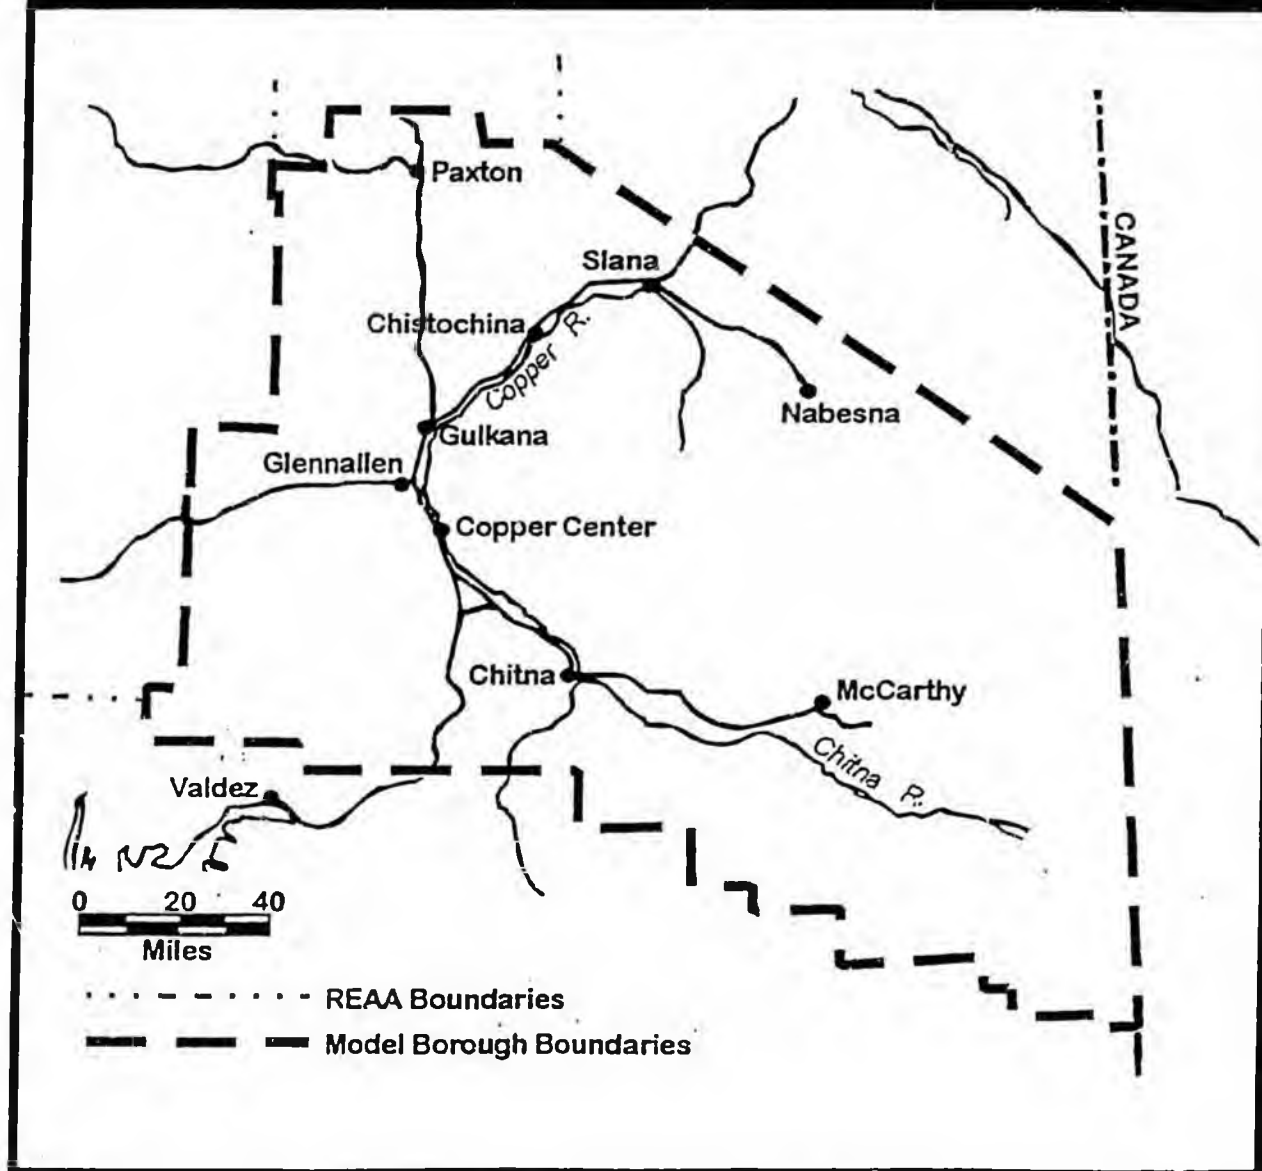 Paxton
CANADA
Slana
Chistochina
Copper R.
Nabesna
Gulkana
Glennallen
Copper Center
Chitna
McCarthy
Chitna R.
Valdez
0 20 40
Miles
REAA Boundaries
Model Borough Boundaries